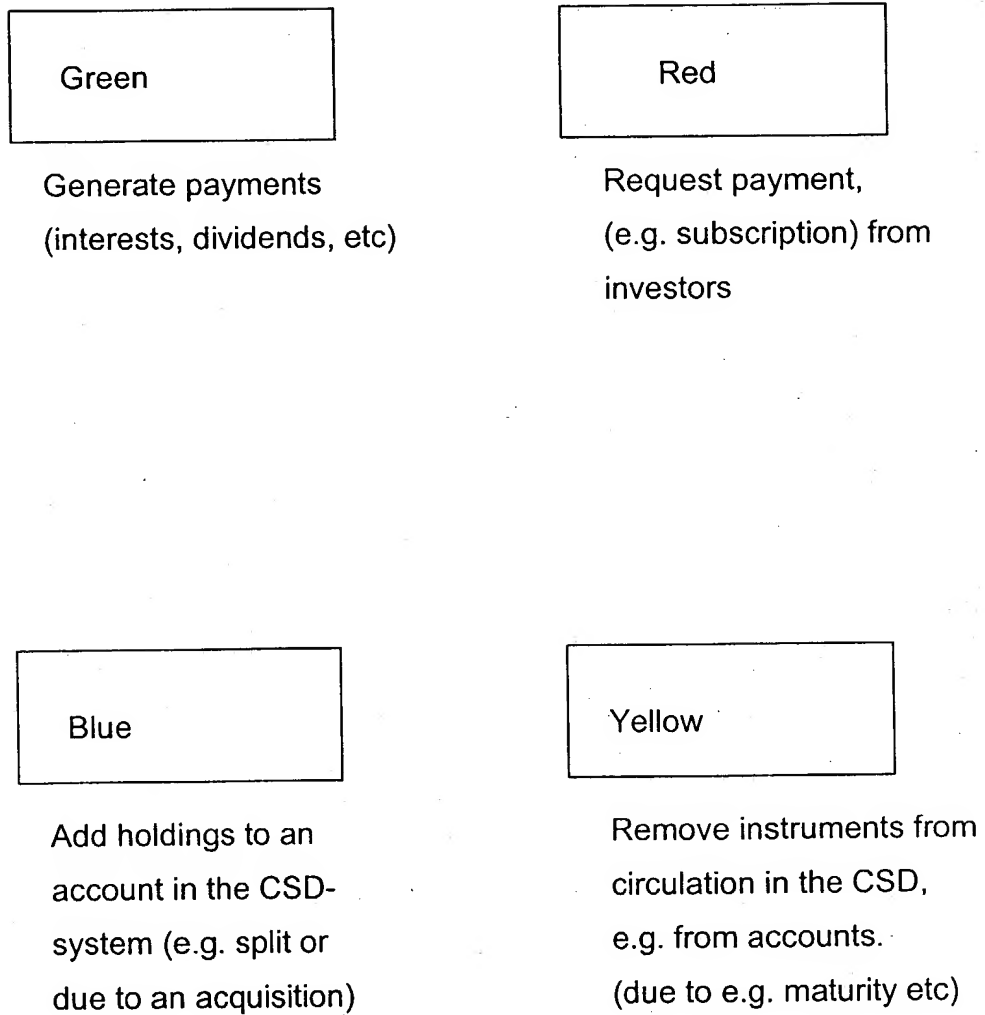 Green
Generate payments
(interests, dividends, etc)
Red
Request payment,
(e.g. subscription) from
investors
Blue
Add holdings to an
account in the CSD-
system (e.g. split or
due to an acquisition)
Yellow
Remove instruments from
circulation in the CSD,
e.g. from accounts.
(due to e.g. maturity etc)